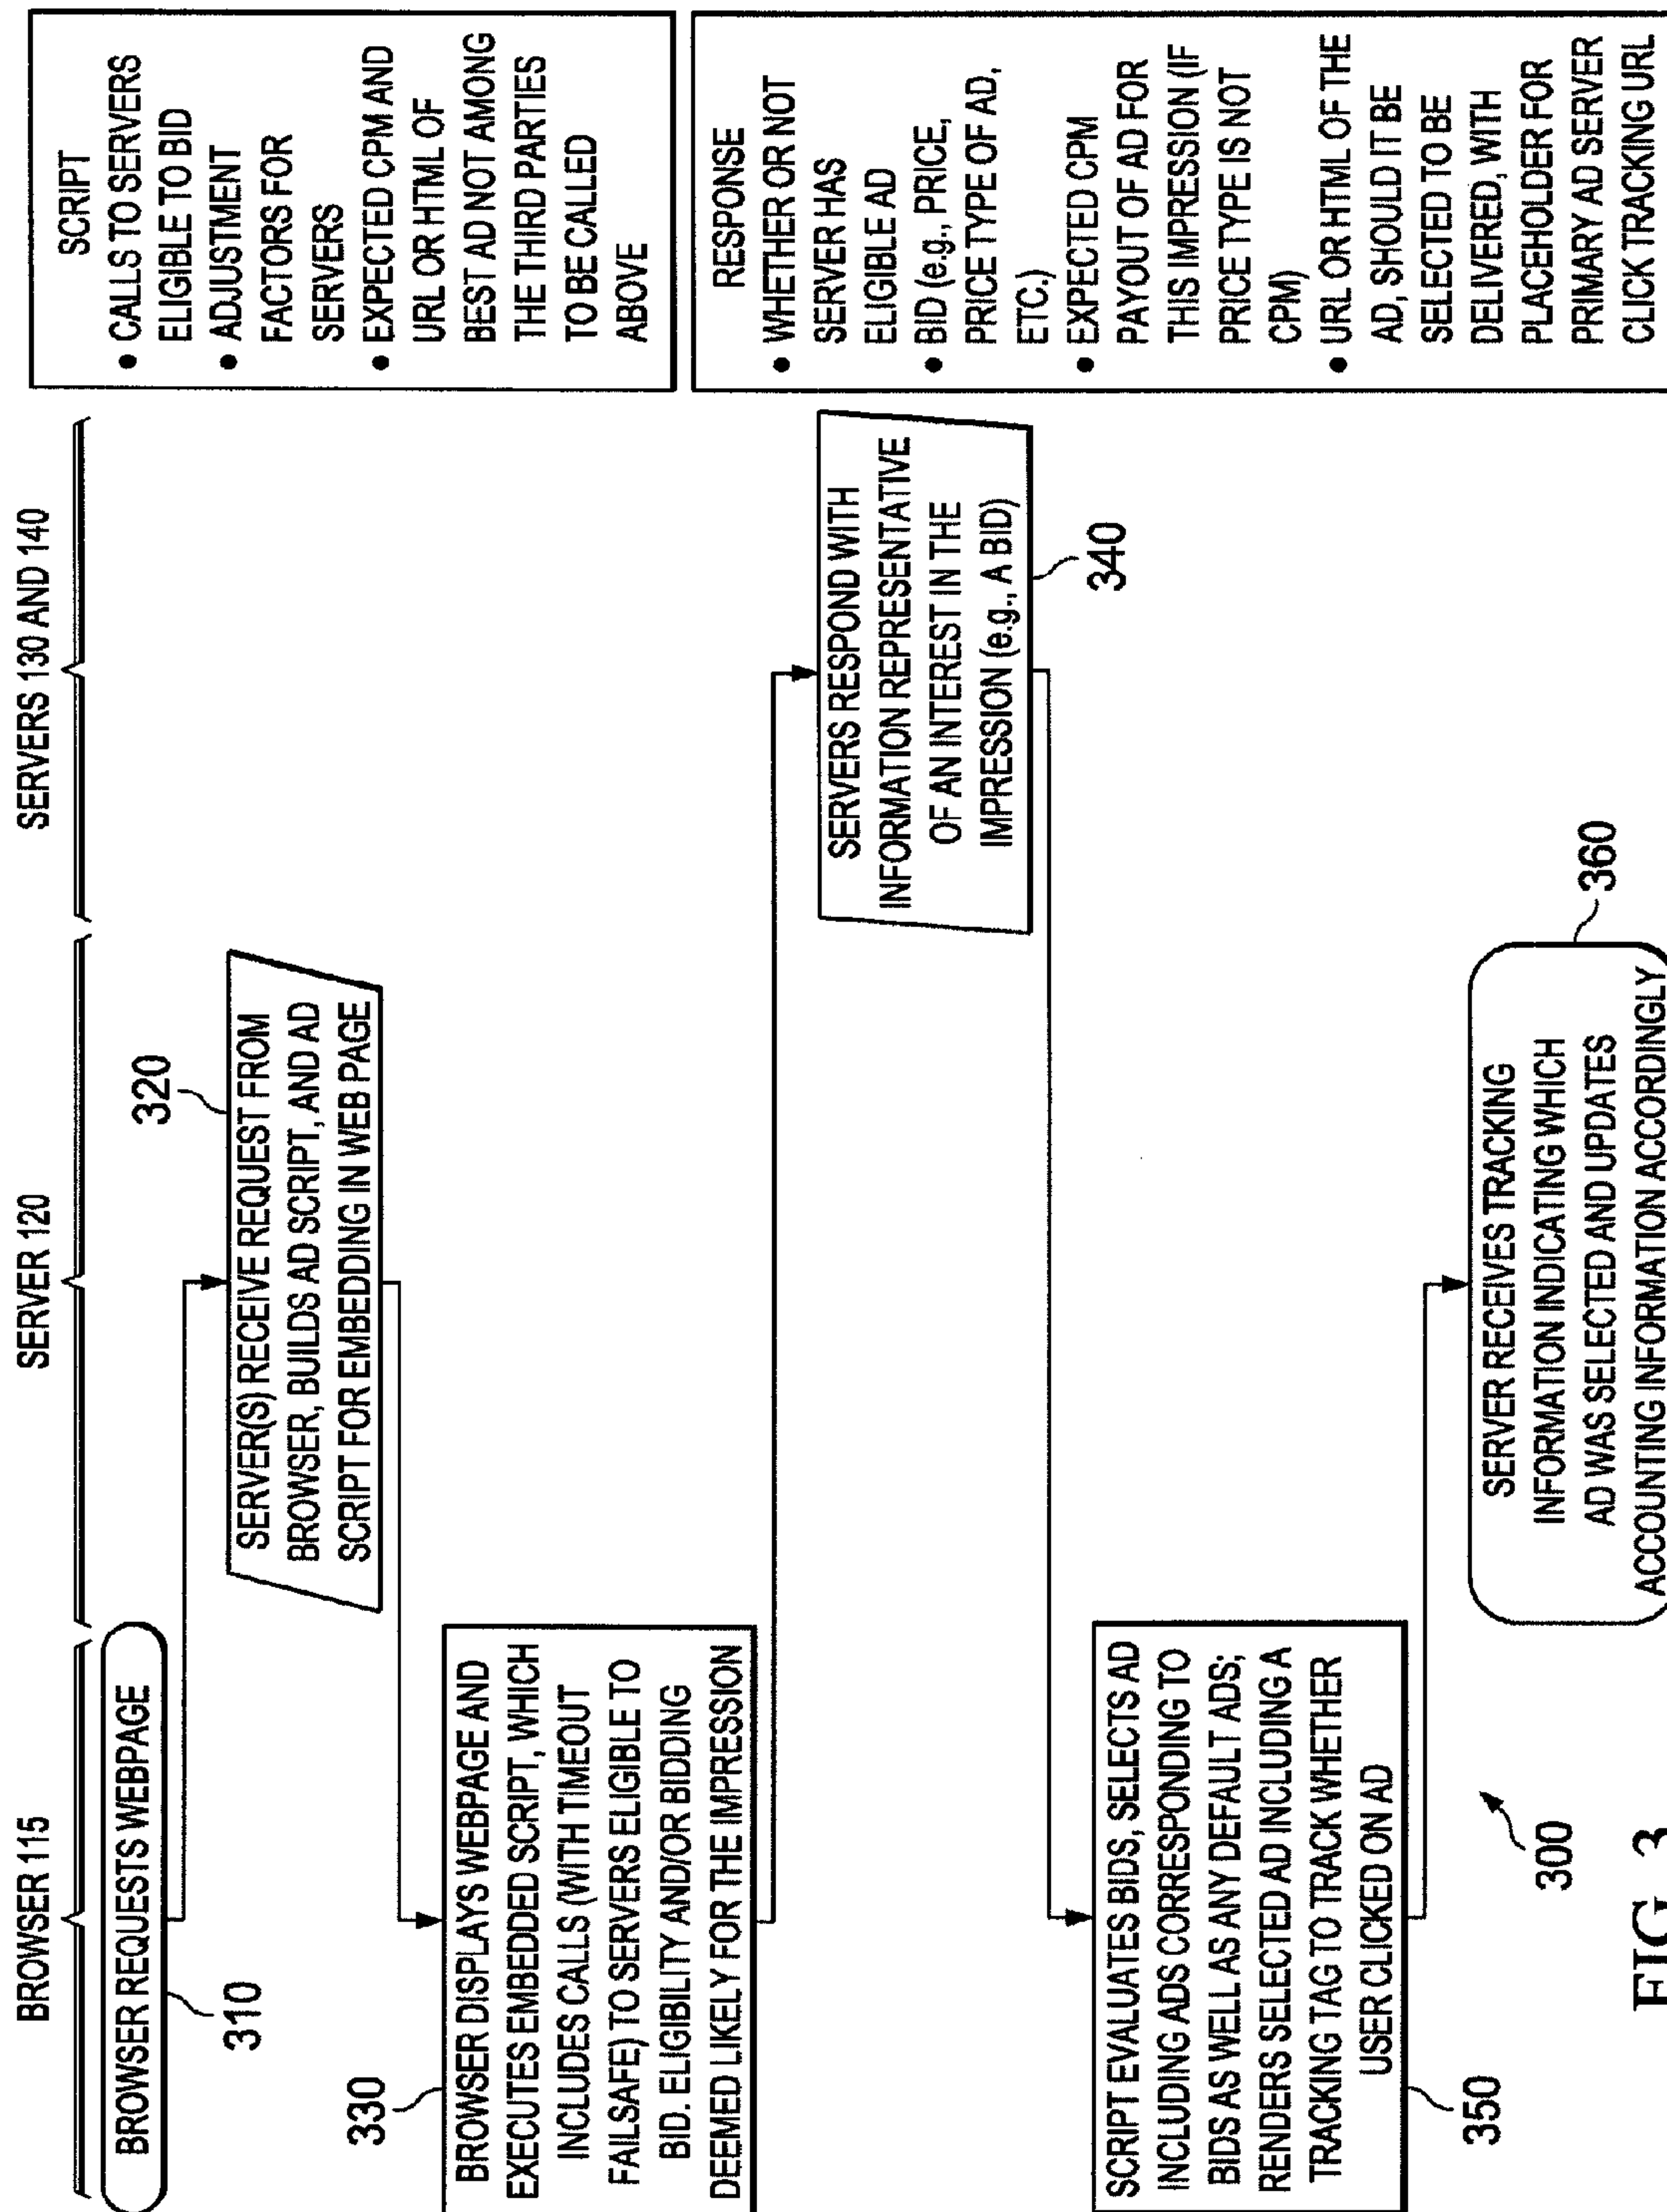 BROWSER 115
SERVER 120
SERVERS 130 AND 140
BROWSER REQUESTS WEBPAGE
310
320
SERVER(S) RECEIVE REQUEST FROM
BROWSER, BUILDS AD SCRIPT, AND AD
SCRIPT FOR EMBEDDING IN WEB PAGE
330
BROWSER DISPLAYS WEBPAGE AND
EXECUTES EMBEDDED SCRIPT, WHICH
INCLUDES CALLS (WITH TIMEOUT
FAILSAFE) TO SERVERS ELIGIBLE TO
BID. ELIGIBILITY AND/OR BIDDING
DEEMED LIKELY FOR THE IMPRESSION
SERVERS RESPOND WITH
INFORMATION REPRESENTATIVE
OF AN INTEREST IN THE
IMPRESSION (e.g., A BID)
340
SCRIPT EVALUATES BIDS, SELECTS AD
INCLUDING ADS CORRESPONDING TO
BIDS AS WELL AS ANY DEFAULT ADS;
RENDERS SELECTED AD INCLUDING A
TRACKING TAG TO TRACK WHETHER
USER CLICKED ON AD
350
SERVER RECEIVES TRACKING
INFORMATION INDICATING WHICH
AD WAS SELECTED AND UPDATES
ACCOUNTING INFORMATION ACCORDINGLY
360
300
FIG. 3
SCRIPT
• CALLS TO SERVERS
ELIGIBLE TO BID
• ADJUSTMENT
FACTORS FOR
SERVERS
• EXPECTED CPM AND
URL OR HTML OF
BEST AD NOT AMONG
THE THIRD PARTIES
TO BE CALLED
ABOVE
RESPONSE
• WHETHER OR NOT
SERVER HAS
ELIGIBLE AD
• BID (e.g., PRICE,
PRICE TYPE OF AD,
ETC.)
• EXPECTED CPM
PAYOUT OF AD FOR
THIS IMPRESSION (IF
PRICE TYPE IS NOT
CPM)
• URL OR HTML OF THE
AD, SHOULD IT BE
SELECTED TO BE
DELIVERED, WITH
PLACEHOLDER FOR
PRIMARY AD SERVER
CLICK TRACKING URL